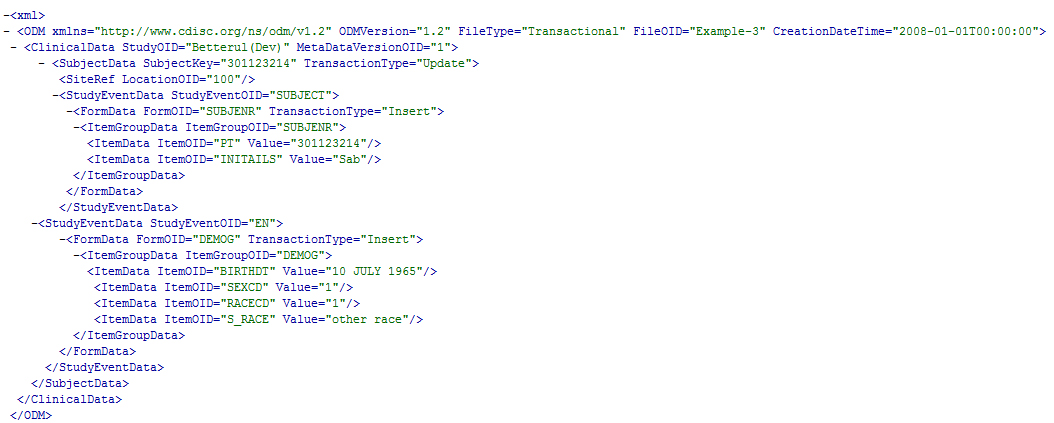 -<xml>
- <ODM xmlns="http://www.cdisc.org/ns/odm/v1.2" ODMVersion="1.2" FileType="Transactional" FileOID="Example-3" CreationDateTime="2008-01-01T00:00:00">
- <ClinicalData StudyOID="Betterul(Dev)" MetaDataVersionOID="1">
- <SubjectData SubjectKey="301123214" TransactionType="Update">
<SiteRef LocationOID="100"/>
-<StudyEventData StudyEventOID="SUBJECT">
-<FormData FormOID="SUBJENR" TransactionType="Insert">
-<ItemGroupData ItemGroupOID="SUBJENR">
<ItemData ItemOID="PT" Value="301123214"/>
<ItemData ItemOID="INITAILS" Value="Sab"/>
</ItemGroupData>
</FormData>
</StudyEventData>
-<StudyEventData StudyEventOID="EN">
-<FormData FormOID="DEMOG" TransactionType="Insert">
-<ItemGroupData ItemGroupOID="DEMOG">
<ItemData ItemOID="BIRTHDT" Value="10 JULY 1965"/>
<ItemData ItemOID="SEXCD" Value="1"/>
<ItemData ItemOID="RACECD" Value="1"/>
<ItemData ItemOID="S_RACE" Value="other race"/>
</ItemGroupData>
</FormData>
</StudyEventData>
</SubjectData>
</ClinicalData>
</ODM>